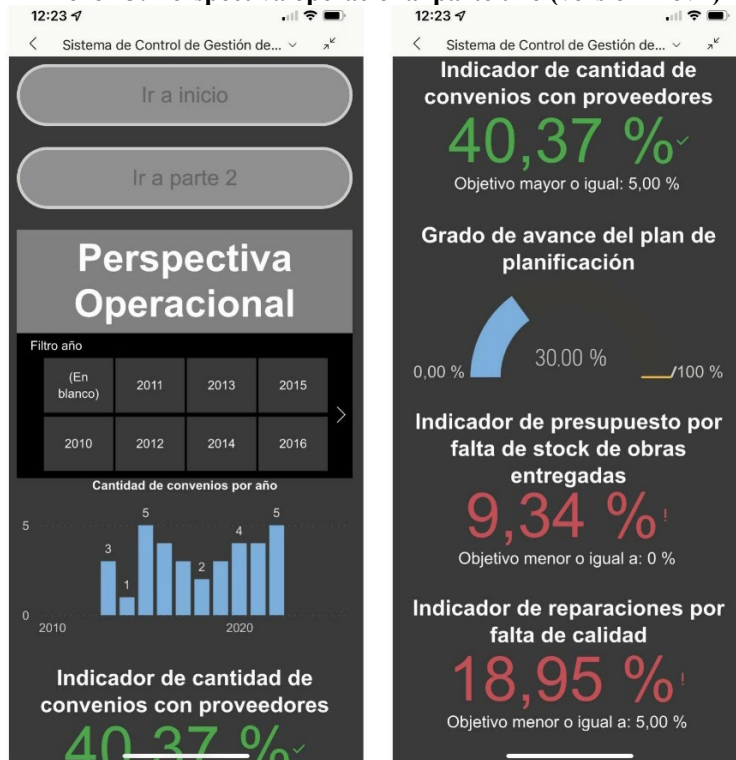 12:23
Sistema de Control de Gestión de...
Ir a inicio
Ir a parte 2
Perspectiva
Operacional
Filtro año
(En
blanco)
2011
2013
2015
2010
2012
2014
2016
Cantidad de convenios por año
5
5
4
3
2
1
5
0
2010
2020
Indicador de cantidad de
convenios con proveedores
40,37 %
12:23
Sistema de Control de Gestión de...
Indicador de cantidad de
convenios con proveedores
40,37 %
Objetivo mayor o igual: 5,00 %
Grado de avance del plan de
planificación
30,00 %
0,00 %
100 %
Indicador de presupuesto por
falta de stock de obras
entregadas
9,34 % !
Objetivo menor o igual a: 0 %
Indicador de reparaciones por
falta de calidad
18,95 % !
Objetivo menor o igual a: 5,00 %